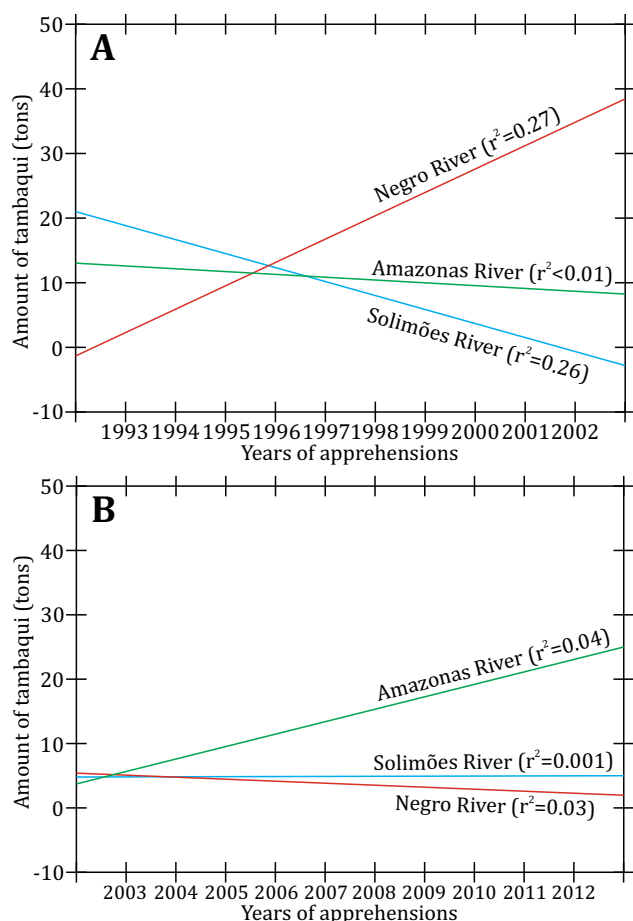 A
50
40
30
20
10
0
-10
Amount of tambaqui (tons)
Negro River (r²=0.27)
Amazonas River (r²<0.01)
Solimões River (r²=0.26)
1993 1994 1995 1996 1997 1998 1999 2000 2001 2002
Years of apprehensions
B
50
40
30
20
10
0
-10
Amount of tambaqui (tons)
Amazonas River (r²=0.04)
Solimões River (r²=0.001)
Negro River (r²=0.03)
2003 2004 2005 2006 2007 2008 2009 2010 2011 2012
Years of apprehensions